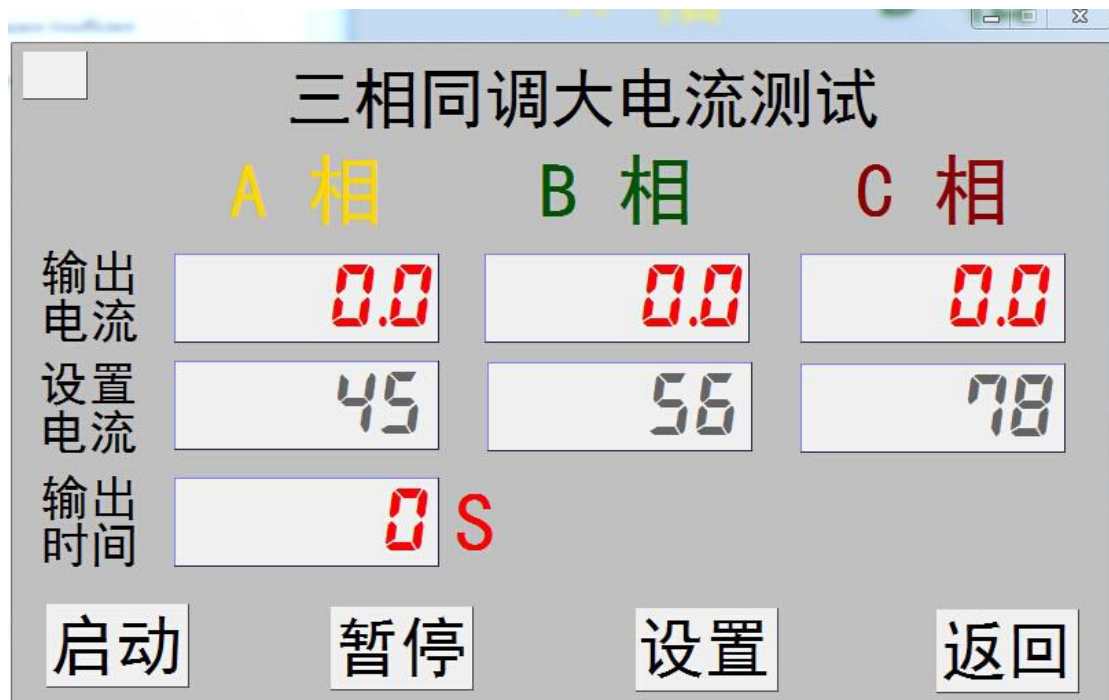 三相同调大电流测试
A 相 B 相 C 相
输出
电流 0.0 0.0 0.0
设置
电流 45 56 78
输出
时间 0 S
启动 暂停 设置 返回